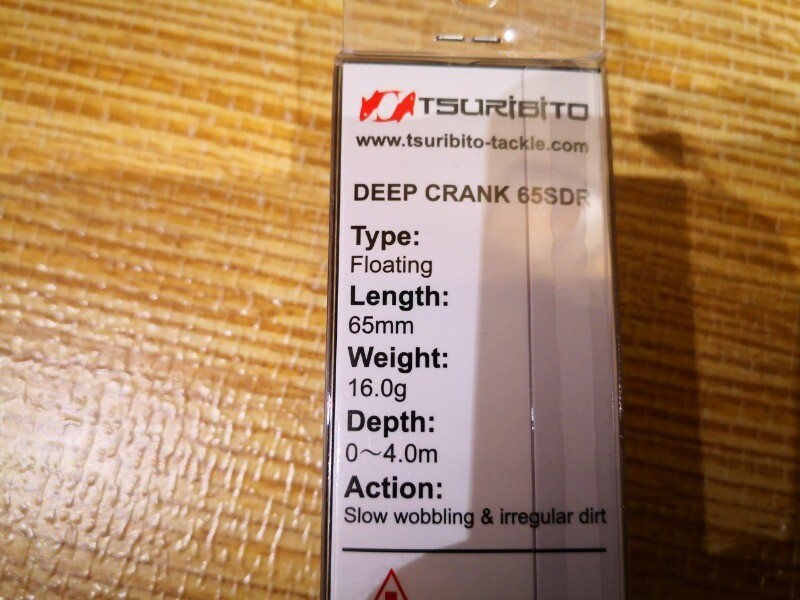 TSURIBITO
www.tsuribito-tackle.com
DEEP CRANK 65SDR
Type:
Floating
Length:
65mm
Weight:
16.0g
Depth:
0～4.0m
Action:
Slow wobbling & irregular dirt